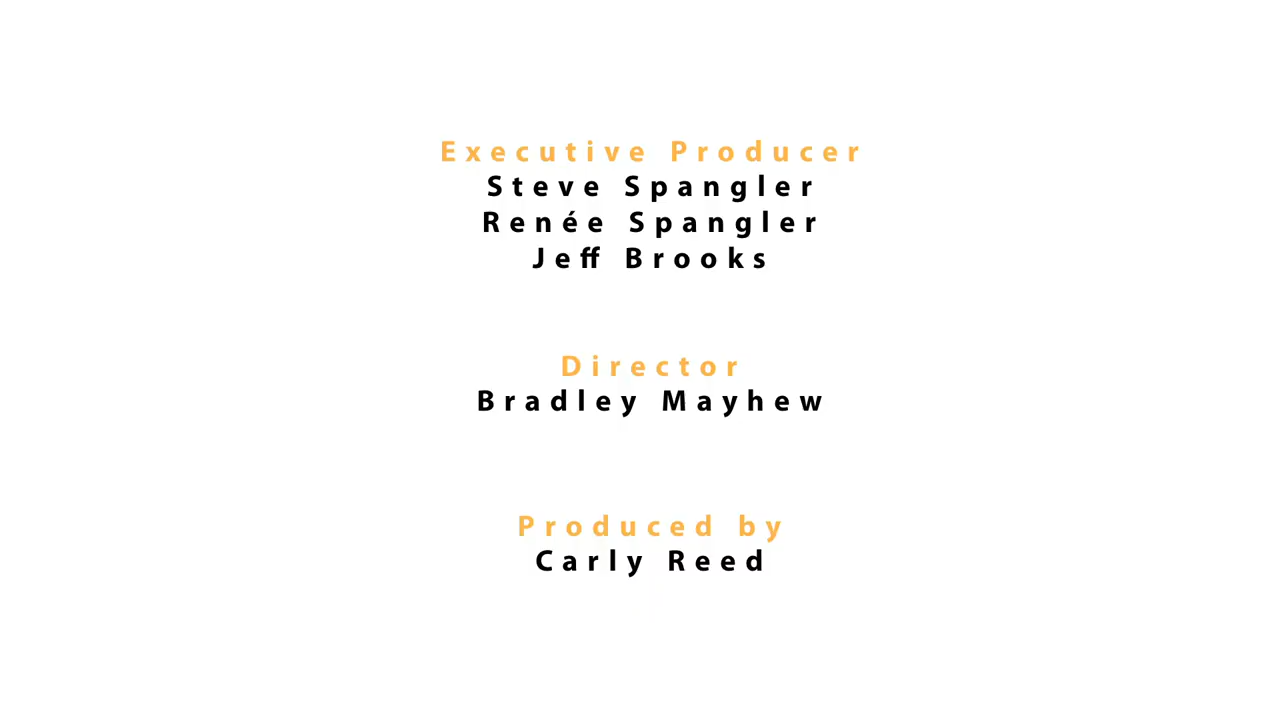 Executive Producer
Steve Spangler
Renée Spangler
Jeff Brooks
Director
Bradley Mayhew
Produced by
Carly Reed